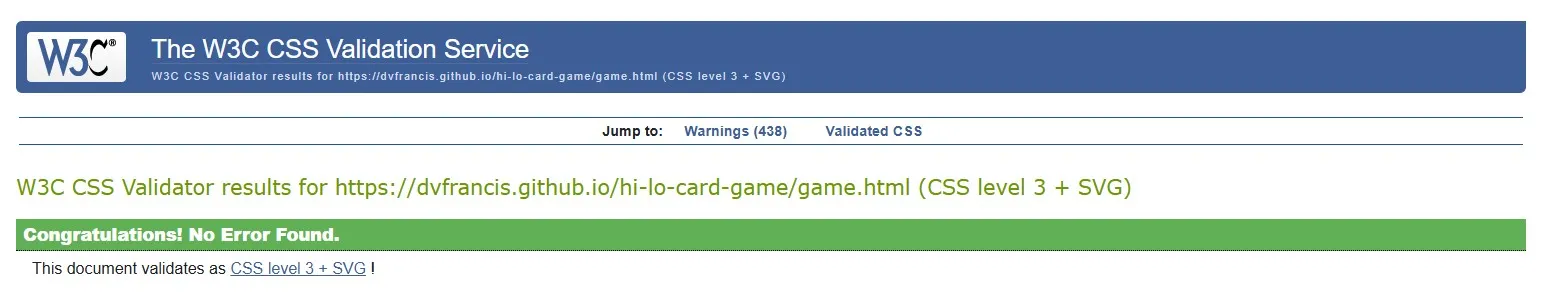 W3C®
The W3C CSS Validation Service
W3C CSS Validator results for https://dvfrancis.github.io/hi-lo-card-game/game.html (CSS level 3 + SVG)
Jump to: Warnings (438) Validated CSS
W3C CSS Validator results for https://dvfrancis.github.io/hi-lo-card-game/game.html (CSS level 3 + SVG)
Congratulations! No Error Found.
This document validates as CSS level 3 + SVG !